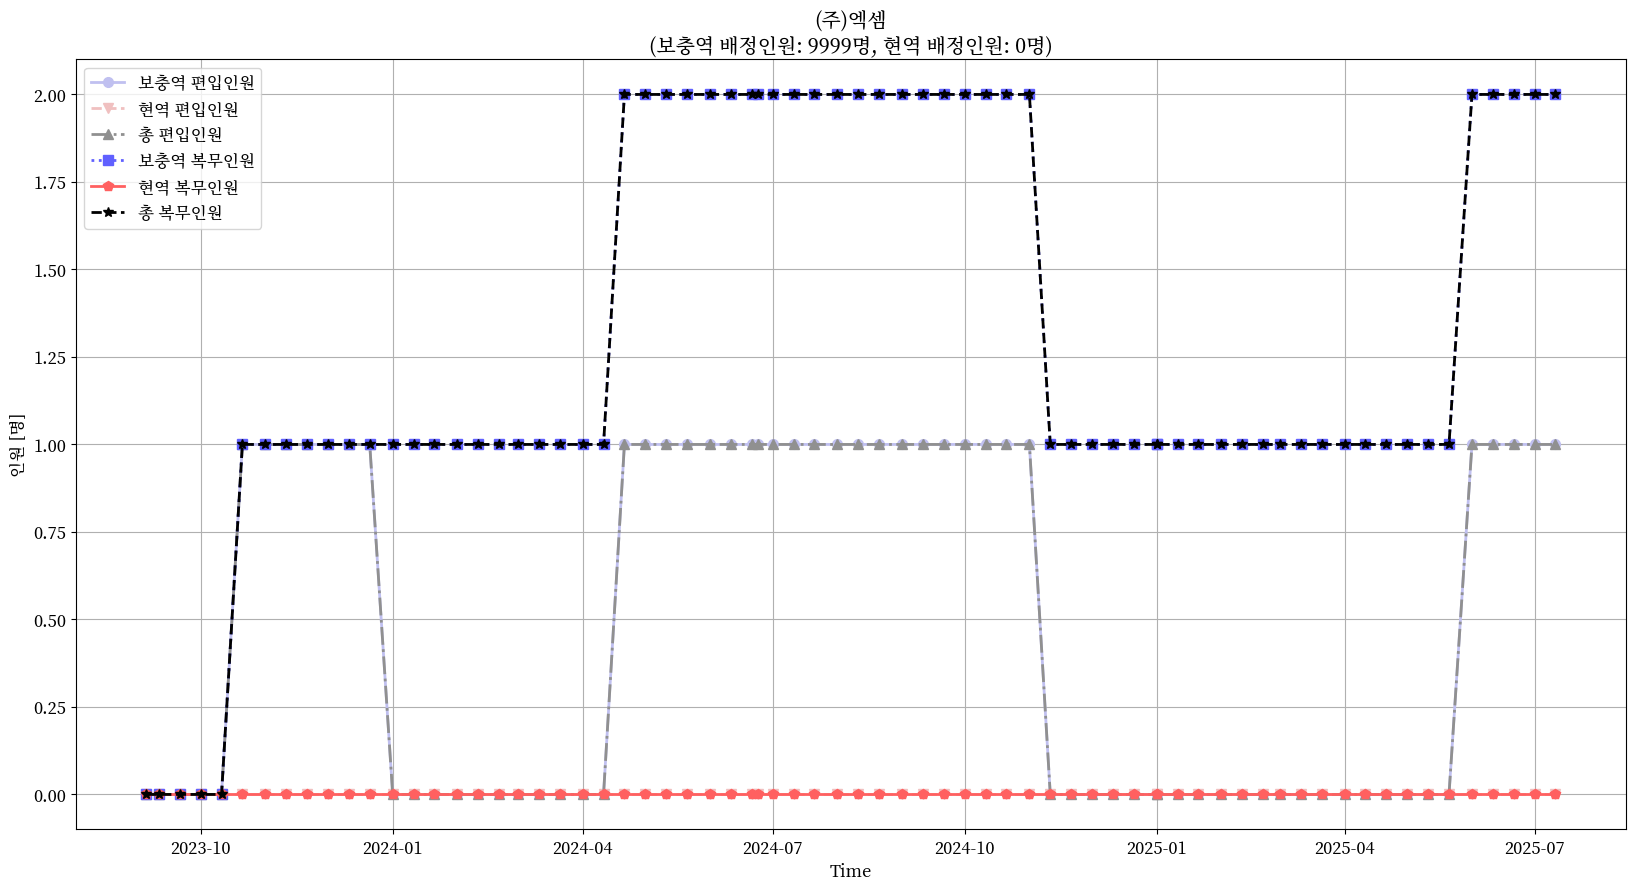 (주)엑셈
(보충역 배정인원: 9999명, 현역 배정인원: 0명)
보충역 편입인원
현역 편입인원
총 편입인원
보충역 복무인원
현역 복무인원
총 복무인원
인원 [명]
2.00
1.75
1.50
1.25
1.00
0.75
0.50
0.25
0.00
2023-10
2024-01
2024-04
2024-07
2024-10
2025-01
2025-04
2025-07
Time